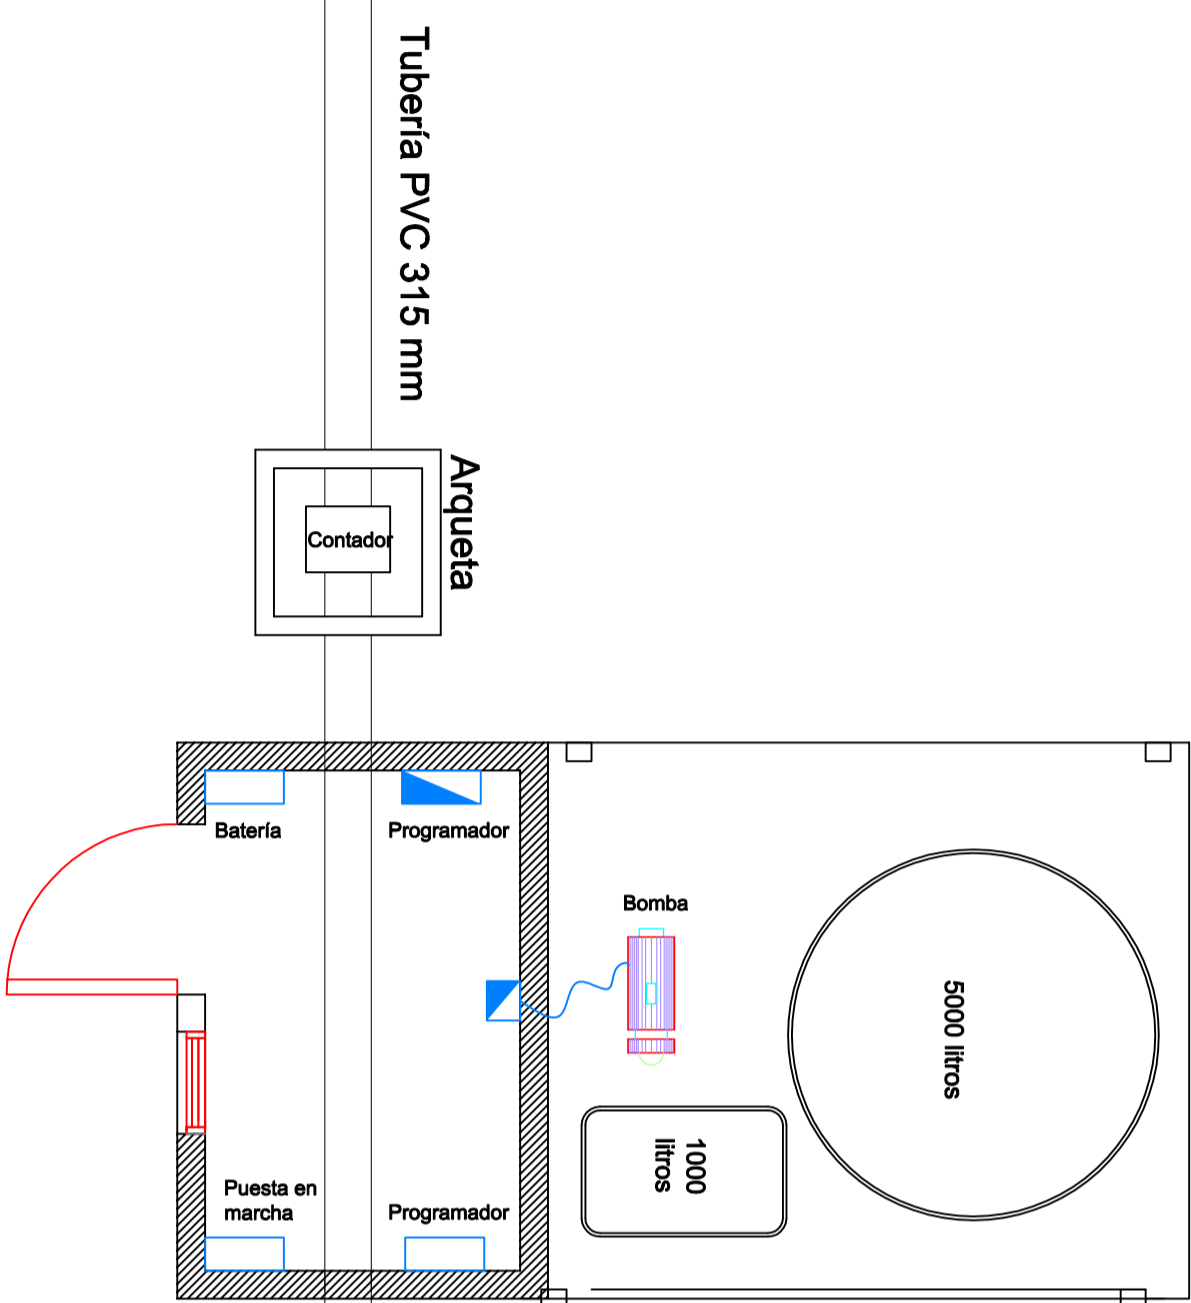 Tubería PVC 315 mm
Arqueta
Contador
Batería
Programador
Bomba
5000 litros
1000
litros
Puesta en
marcha
Programador